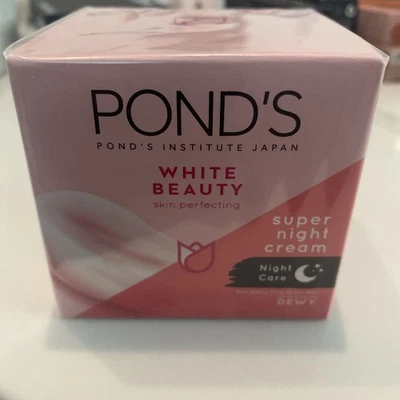 POND'S
POND'S INSTITUTE JAPAN
WHITE
BEAUTY
skin perfecting
super
night
cream
Night
Care
DEWY